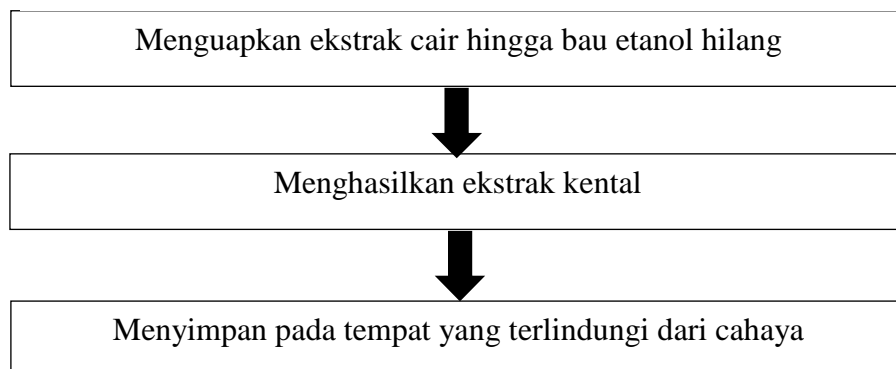 Menguapkan ekstrak cair hingga bau etanol hilang
Menghasilkan ekstrak kental
Menyimpan pada tempat yang terlindungi dari cahaya